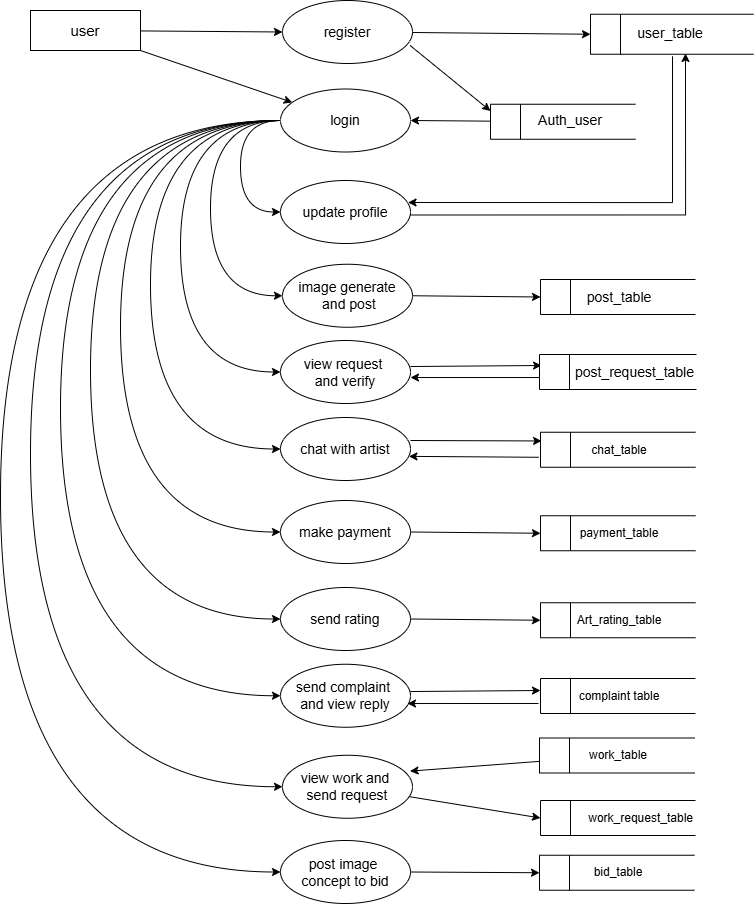 user
register
user_table
login
Auth_user
update profile
image generate
and post
post_table
view request
and verify
post_request_table
chat with artist
chat_table
make payment
payment_table
send rating
Art_rating_table
send complaint
and view reply
complaint table
work_table
view work and
send request
work_request_table
post image
concept to bid
bid_table